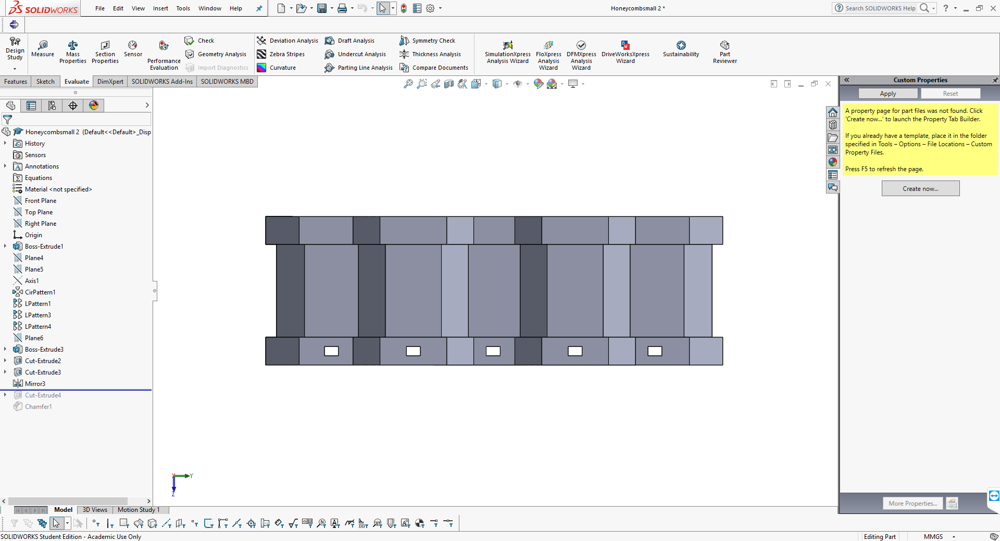 SOLIDWORKS
File Edit View Insert Tools Window Help
Honeycombsmall 2 *
Search SOLIDWORKS Help
Design Study
Measure
Mass Properties
Section Properties
Sensor
Performance Evaluation
Check
Geometry Analysis
Import Diagnostics
Deviation Analysis
Zebra Stripes
Curvature
Draft Analysis
Undercut Analysis
Parting Line Analysis
Symmetry Check
Thickness Analysis
Compare Documents
SimulationXpress Analysis Wizard
FloXpress Analysis Wizard
DFMXpress Analysis Wizard
DriveWorksXpress Wizard
Sustainability
Part Reviewer
Features Sketch Evaluate DimXpert SOLIDWORKS Add-Ins SOLIDWORKS MBD
Honeycombsmall 2 (Default<<Default>_Disp
History
Sensors
Annotations
Equations
Material <not specified>
Front Plane
Top Plane
Right Plane
Origin
Boss-Extrude1
Plane4
Plane5
Axis1
CirPattern1
LPattern1
LPattern3
LPattern4
Plane6
Boss-Extrude3
Cut-Extrude2
Cut-Extrude3
Mirror3
Cut-Extrude4
Chamfer1
Y
Z
Custom Properties
Apply Reset
A property page for part files was not found. Click
'Create now...' to launch the Property Tab Builder.
If you already have a template, place it in the folder
specified in Tools – Options – File Locations – Custom
Property Files.
Press F5 to refresh the page.
Create now...
More Properties...
Model 3D Views Motion Study 1
SOLIDWORKS Student Edition - Academic Use Only
Editing Part
MMGS